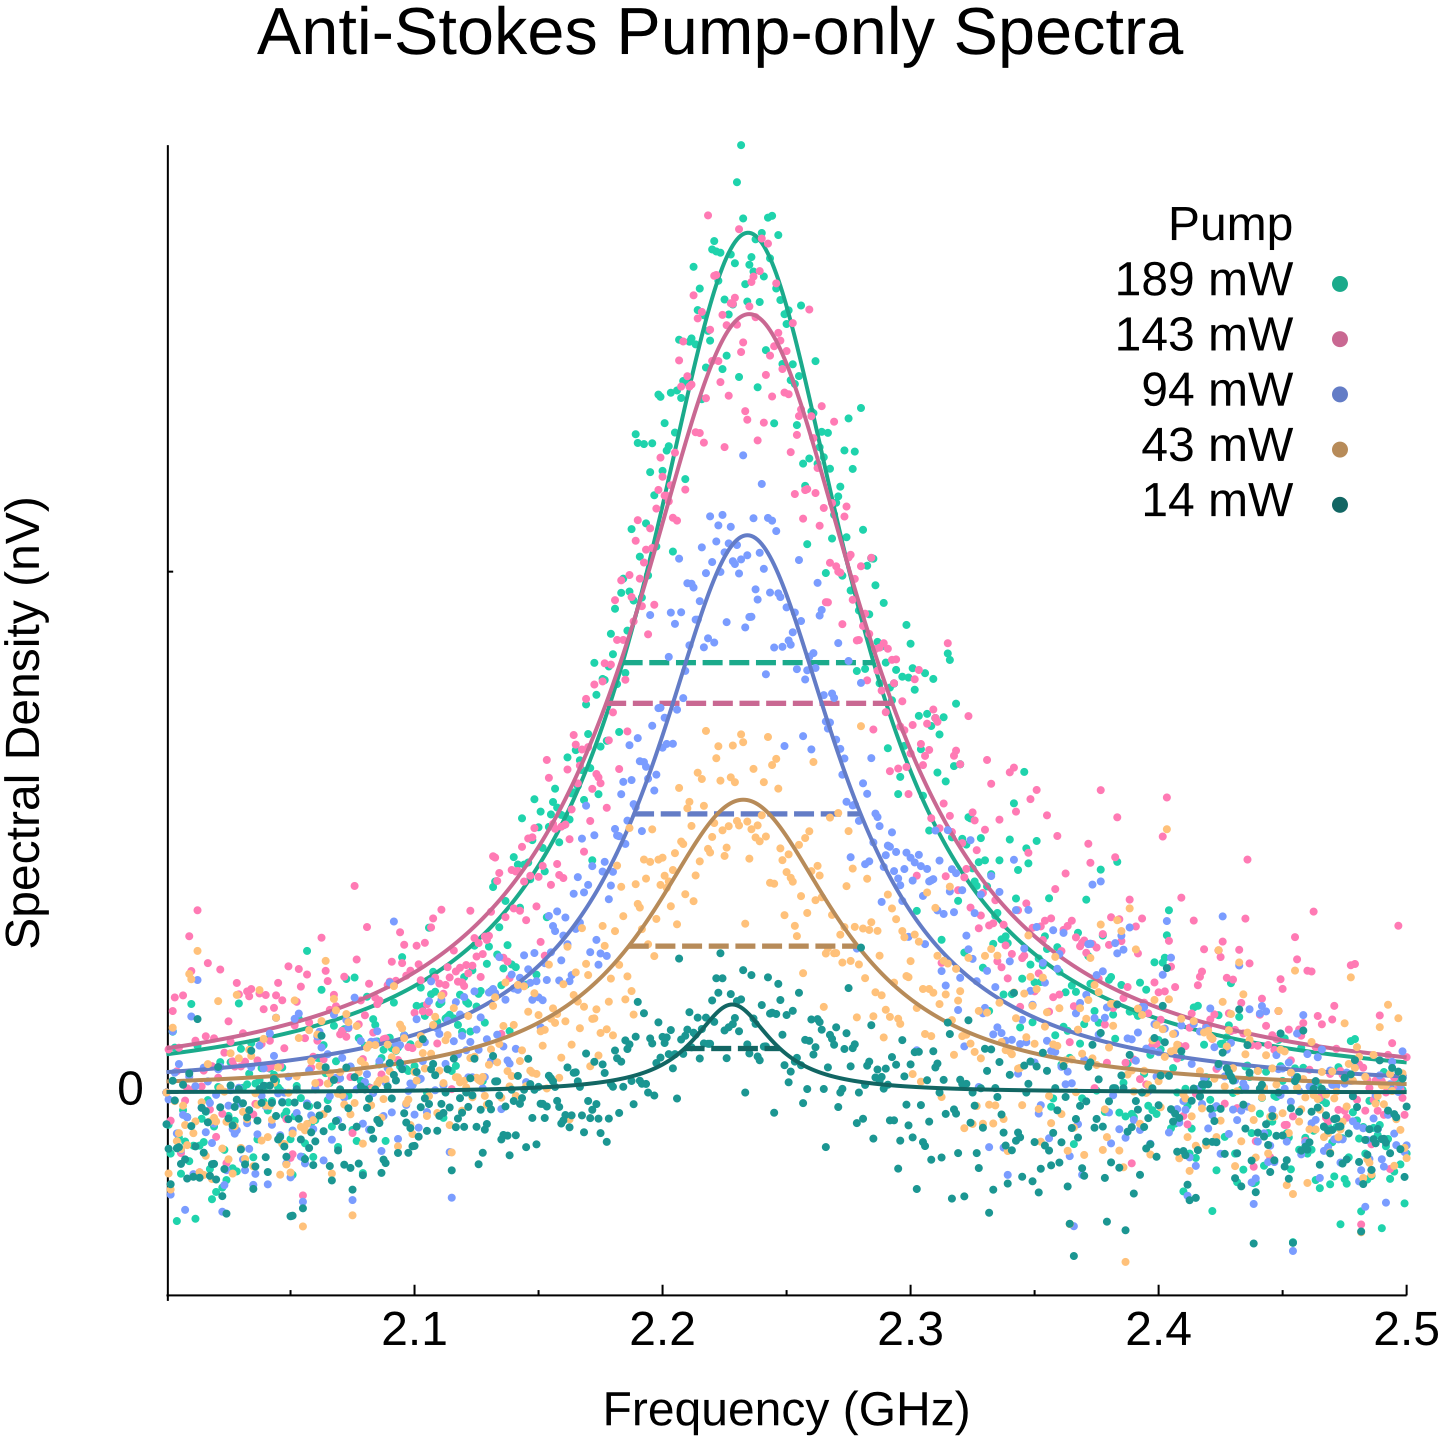 Anti-Stokes Pump-only Spectra
Pump
189 mW
143 mW
94 mW
43 mW
14 mW
Spectral Density (nV)
0
2.1 2.2 2.3 2.4 2.5
Frequency (GHz)